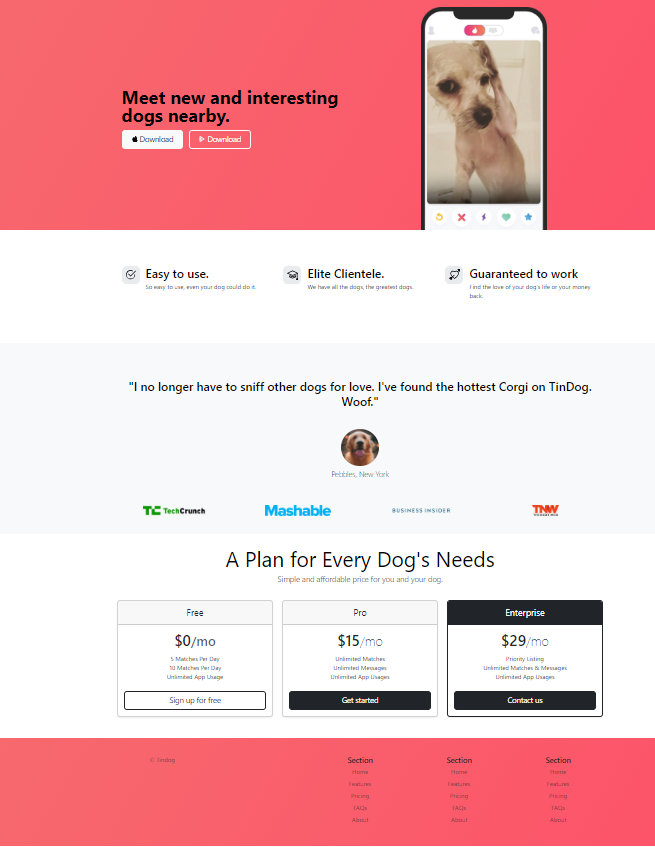 Meet new and interesting
dogs nearby.
Download
Download
Easy to use.
So easy to use, even your dog could do it.
Elite Clientele.
We have all the dogs, the greatest dogs.
Guaranteed to work
Find the love of your dog's life or your money
back.
"I no longer have to sniff other dogs for love. I've found the hottest Corgi on TinDog.
Woof."
Pebbles, New York
TC TechCrunch
Mashable
BUSINESS INSIDER
TNW
A Plan for Every Dog's Needs
Simple and affordable price for you and your dog.
Free
$0/mo
5 Matches Per Day
10 Matches Per Day
Unlimited App Usage
Sign up for free
Pro
$15/mo
Unlimited Matches
Unlimited Messages
Unlimited App Usages
Get started
Enterprise
$29/mo
Priority Listing
Unlimited Matches & Messages
Unlimited App Usages
Contact us
© Tindog
Section
Home
Features
Pricing
FAQs
About
Section
Home
Features
Pricing
FAQs
About
Section
Home
Features
Pricing
FAQs
About